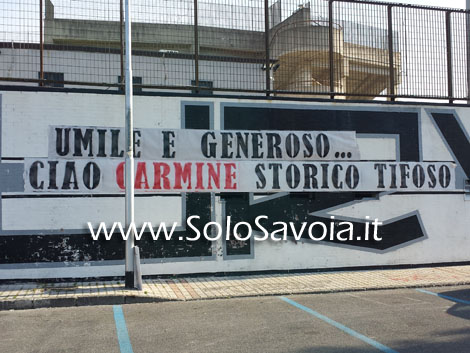 UMILE E GENEROSO...
CIAO CARMINE STORICO TIFOSO
www.SoloSavoia.it